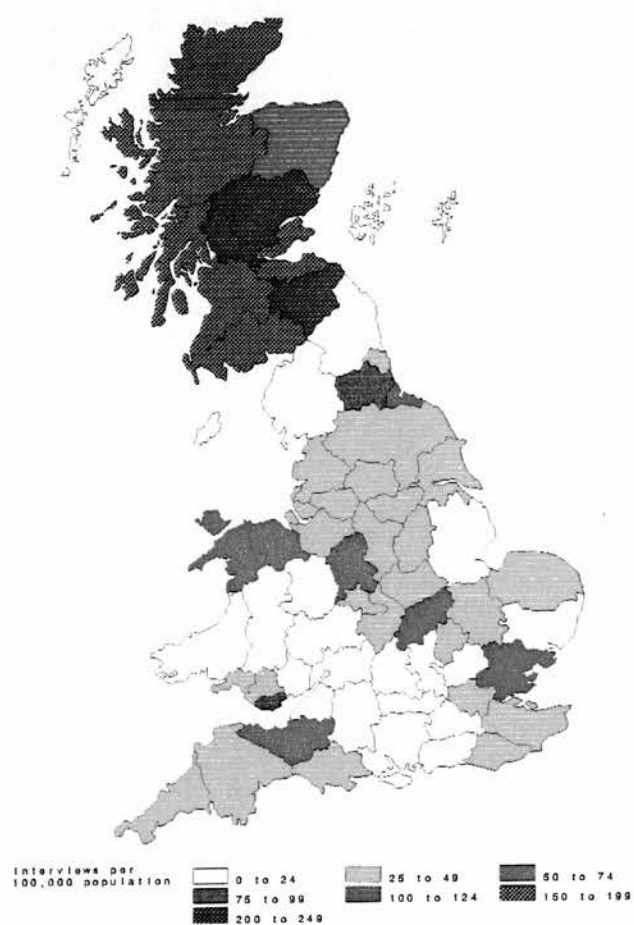 Interviews per
100,000 population
0 to 24
25 to 49
50 to 74
75 to 99
100 to 124
150 to 199
200 to 249